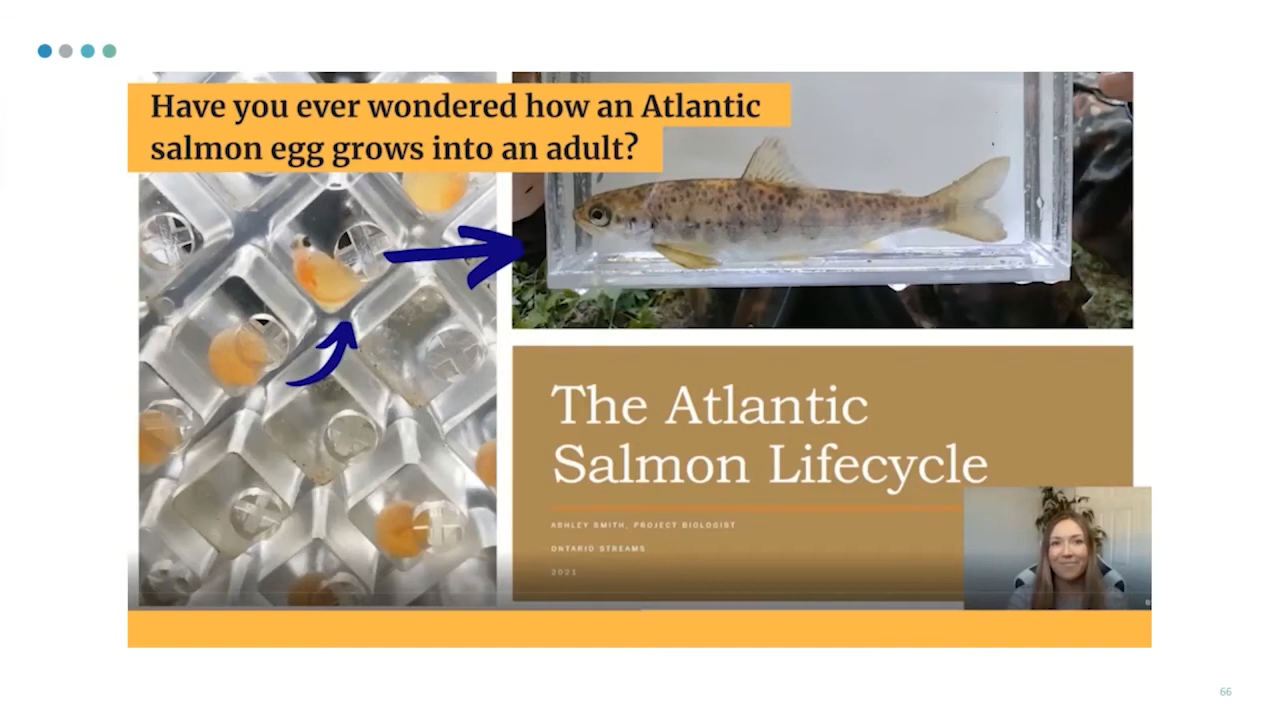 Have you ever wondered how an Atlantic
salmon egg grows into an adult?
The Atlantic
Salmon Lifecycle
ASHLEY SMITH, PROJECT BIOLOGIST
ONTARIO STREAMS
2021
66